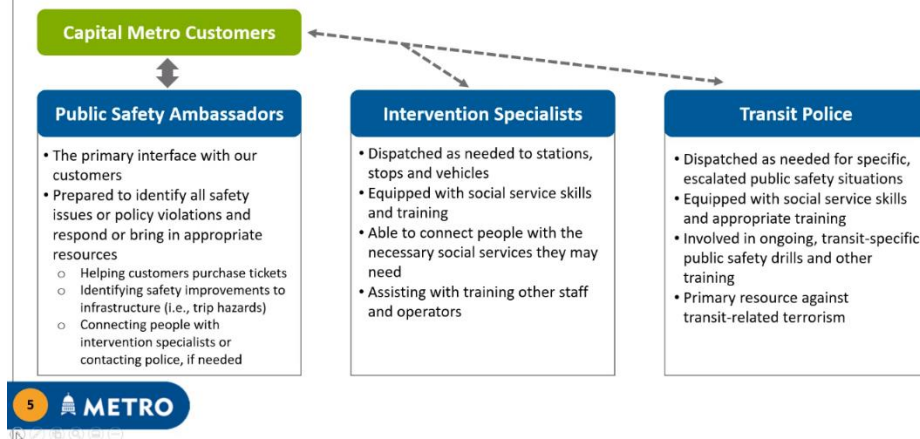 Capital Metro Customers
Public Safety Ambassadors
• The primary interface with our
customers
• Prepared to identify all safety
issues or policy violations and
respond or bring in appropriate
resources
o Helping customers purchase tickets
o Identifying safety improvements to
infrastructure (i.e., trip hazards)
o Connecting people with
intervention specialists or
contacting police, if needed
Intervention Specialists
• Dispatched as needed to stations,
stops and vehicles
• Equipped with social service skills
and training
• Able to connect people with the
necessary social services they may
need
• Assisting with training other staff
and operators
Transit Police
• Dispatched as needed for specific,
escalated public safety situations
• Equipped with social service skills
and appropriate training
• Involved in ongoing, transit-specific
public safety drills and other
training
• Primary resource against
transit-related terrorism
5 METRO